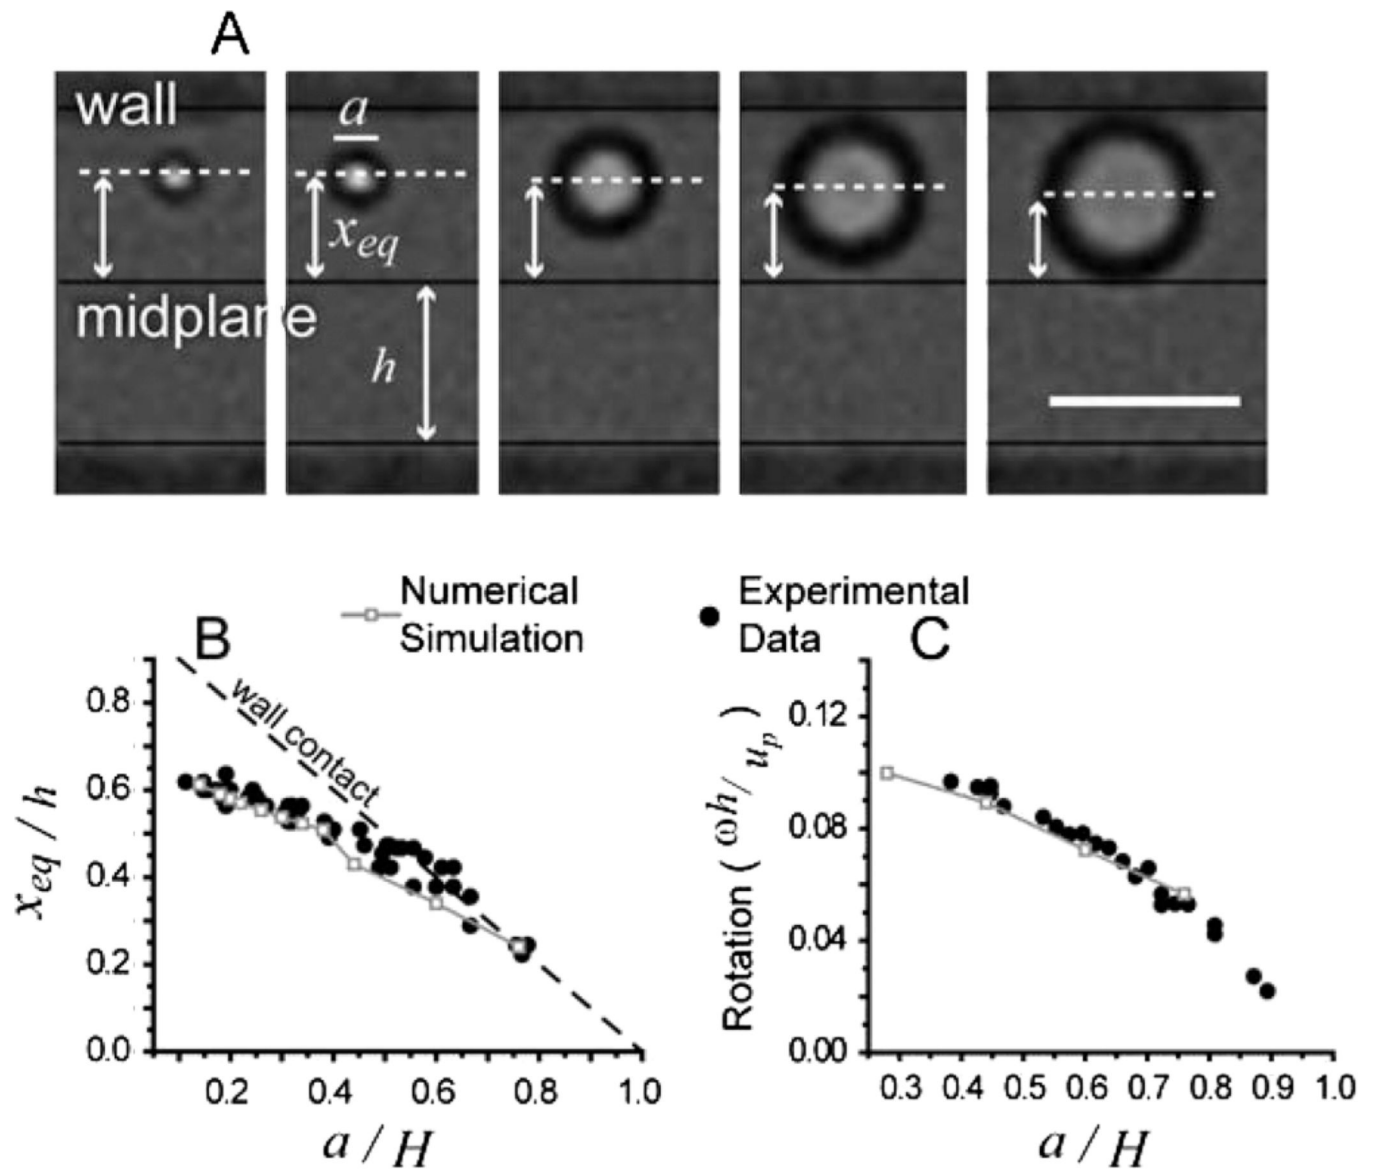 A
wall
a
x_eq
midplane
h
Numerical
Simulation
Experimental
Data
B
wall contact
x_eq / h
0.8
0.6
0.4
0.2
0.0
0.2 0.4 0.6 0.8 1.0
a / H
C
Rotation ( ωh / u_p )
0.12
0.08
0.04
0.00
0.3 0.4 0.5 0.6 0.7 0.8 0.9 1.0
a / H